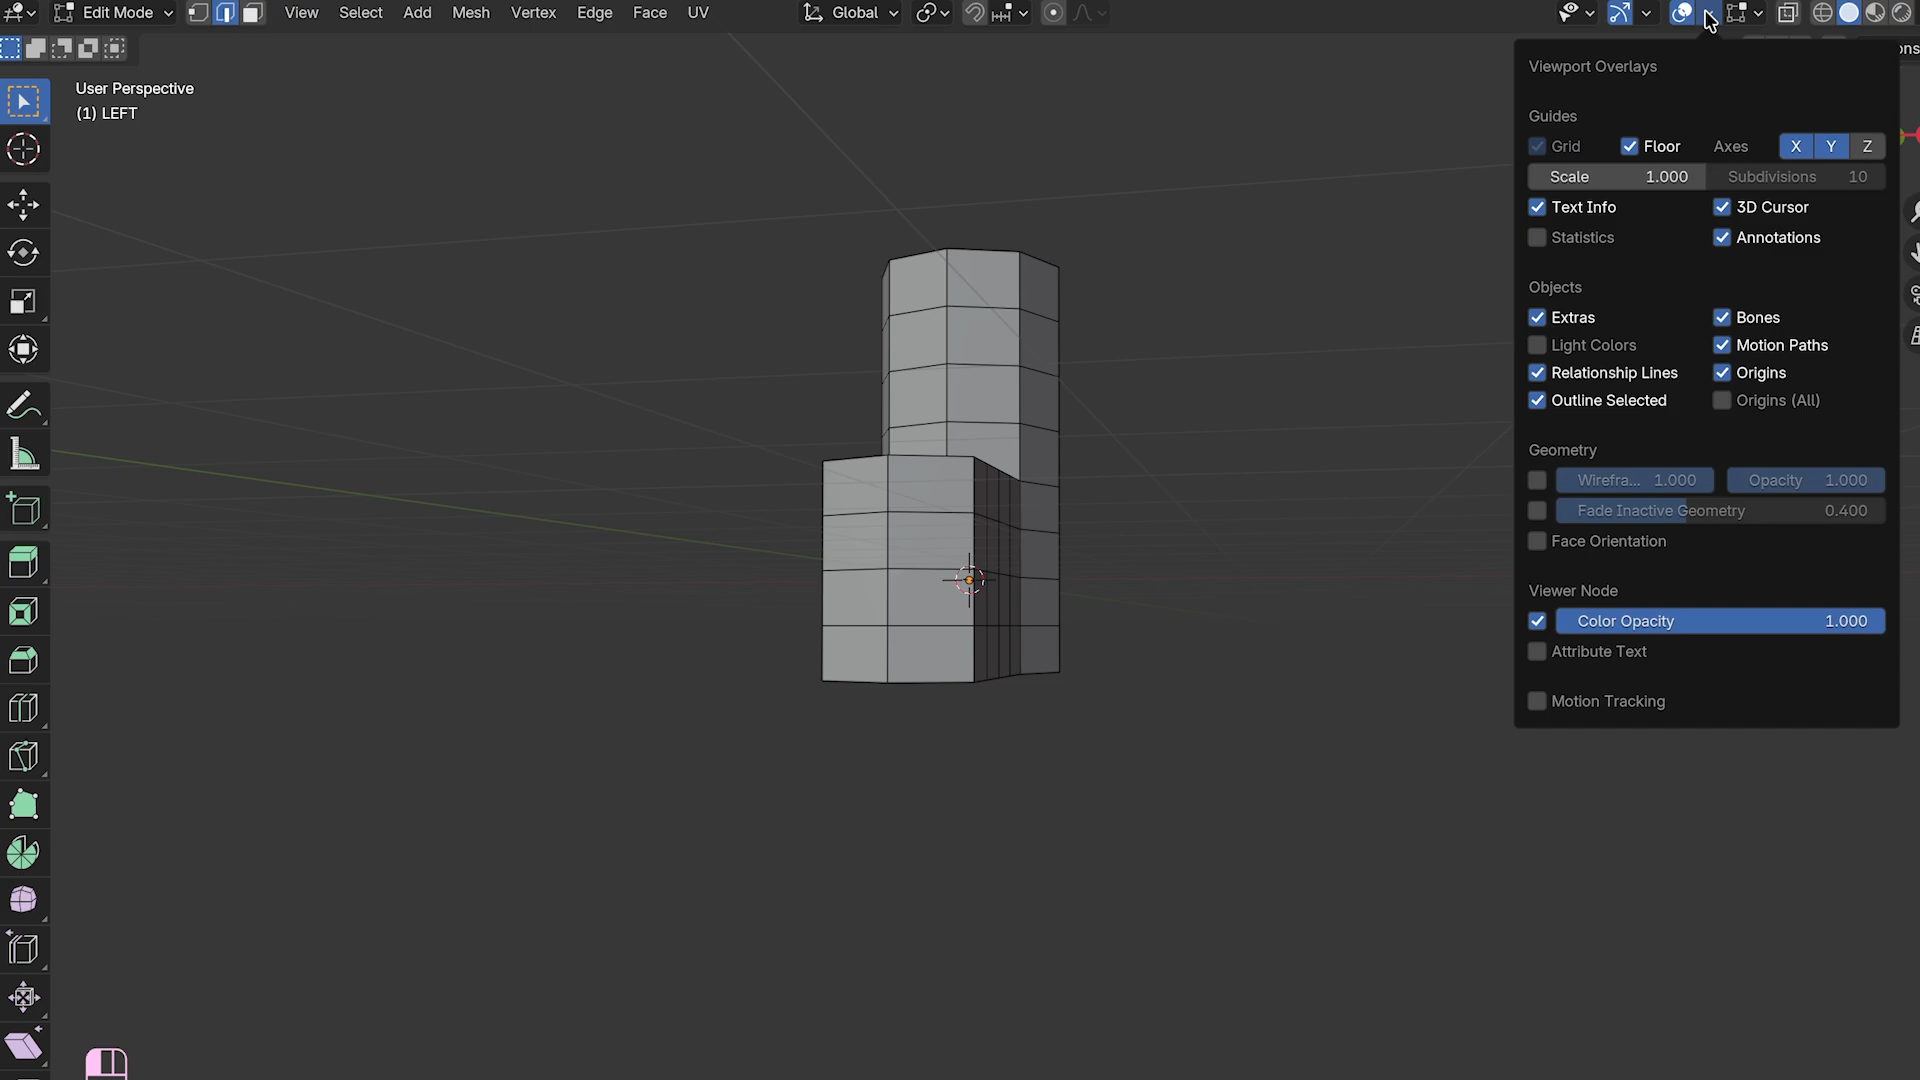 Edit Mode View Select Add Mesh Vertex Edge Face UV Global
ons
User Perspective
(1) LEFT
Viewport Overlays
Guides
Grid Floor Axes X Y Z
Scale 1.000 Subdivisions 10
Text Info 3D Cursor
Statistics Annotations
Objects
Extras Bones
Light Colors Motion Paths
Relationship Lines Origins
Outline Selected Origins (All)
Geometry
Wirefra... 1.000 Opacity 1.000
Fade Inactive Geometry 0.400
Face Orientation
Viewer Node
Color Opacity 1.000
Attribute Text
Motion Tracking